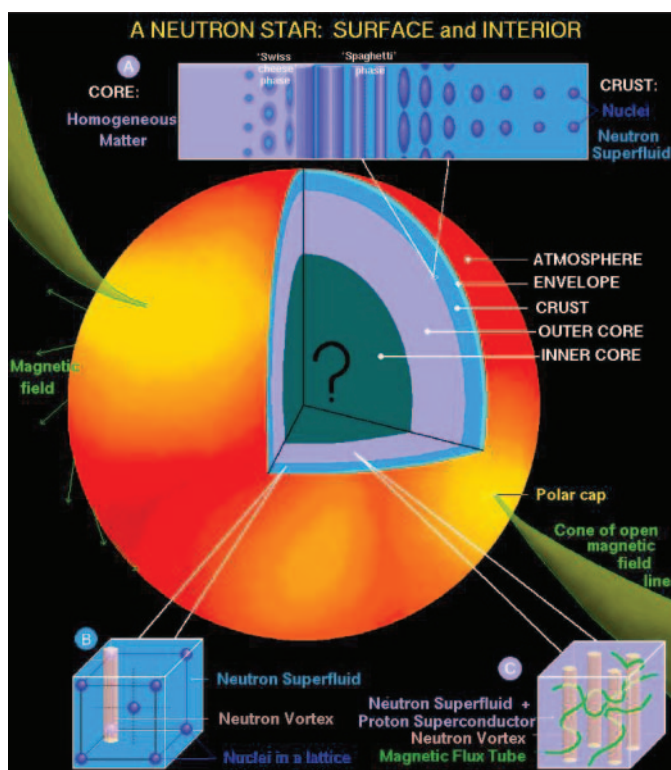 A NEUTRON STAR: SURFACE and INTERIOR
'Swiss
cheese'
phase
'Spaghetti'
phase
A
CORE:
Homogeneous
Matter
CRUST:
Nuclei
Neutron
Superfluid
ATMOSPHERE
ENVELOPE
CRUST
OUTER CORE
INNER CORE
?
Magnetic
field
Polar cap
Cone of open
magnetic
field
line
B
Neutron Superfluid
Neutron Vortex
Nuclei in a lattice
C
Neutron Superfluid +
Proton Superconductor
Neutron Vortex
Magnetic Flux Tube